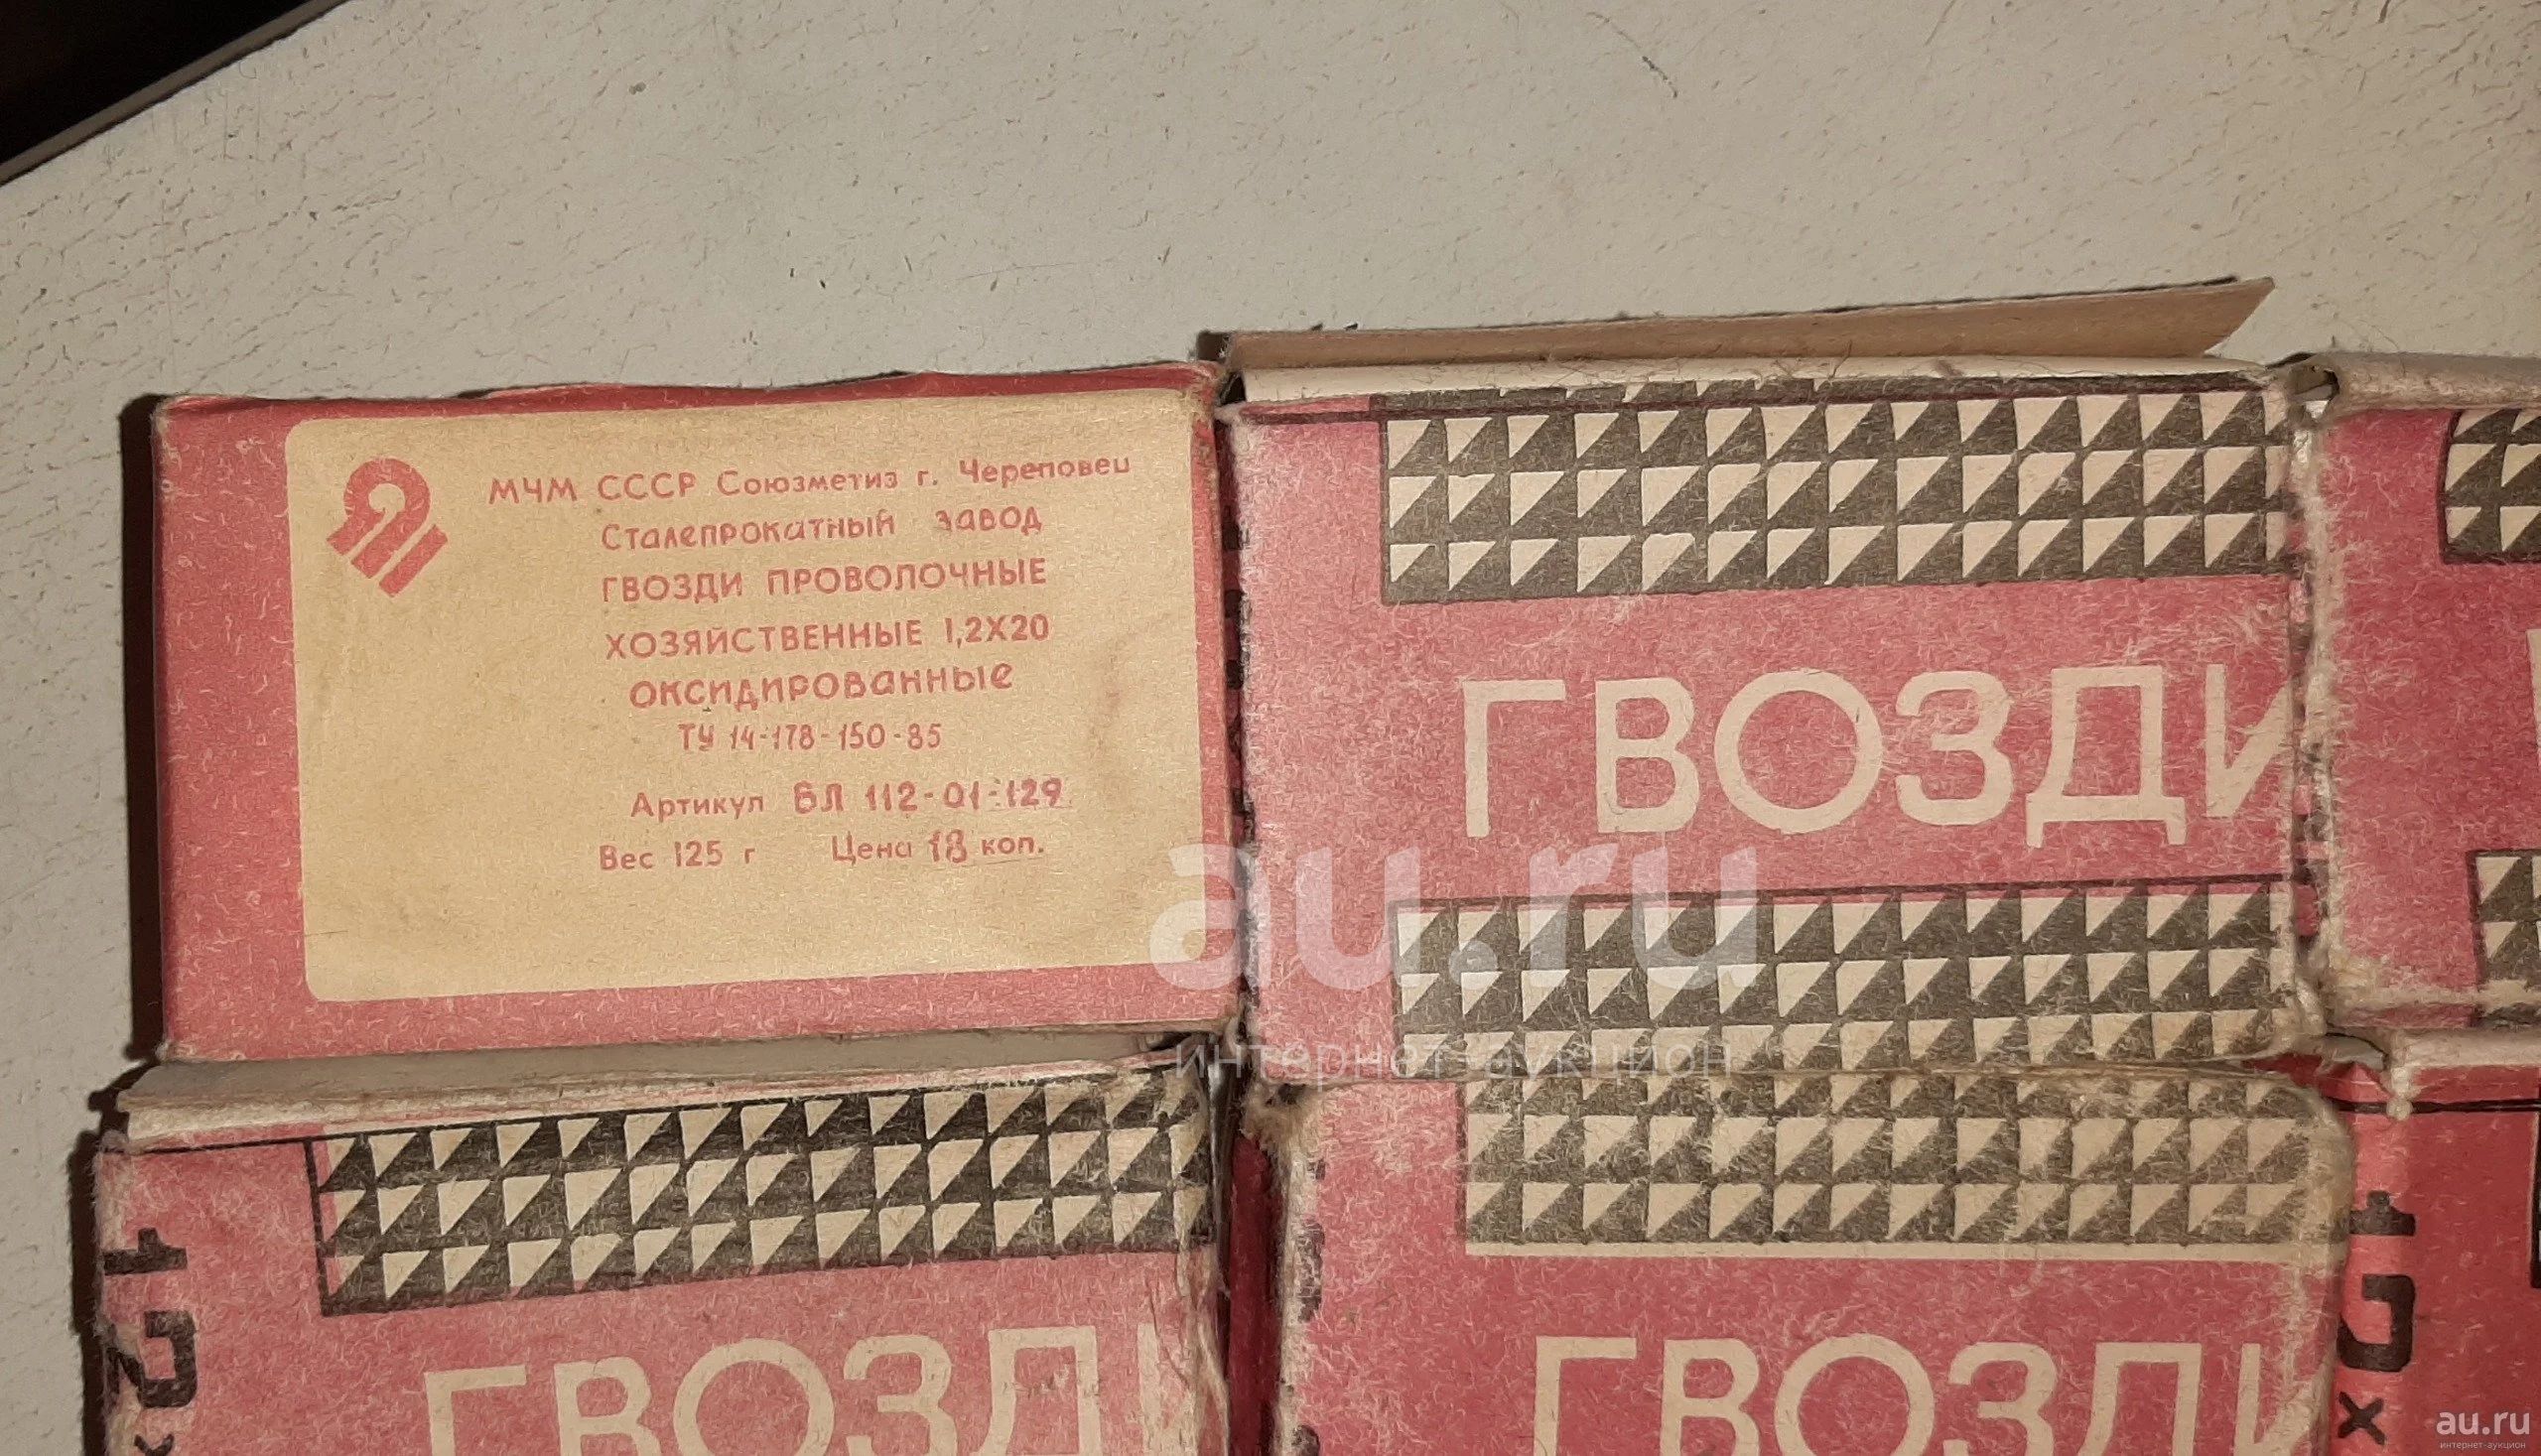 МЧМ СССР Союзметиз г. Череповец
Сталепрокатный завод
ГВОЗДИ ПРОВОЛОЧНЫЕ
ХОЗЯЙСТВЕННЫЕ 1,2Х20
ОКСИДИРОВАННЫЕ
ТУ 14-178-150-85
Артикул БЛ 112-01-129
Вес 125 г Цена 18 коп.
ГВОЗДИ
au.ru
интернет-аукцион
12×
ГВОЗДИ
ГВОЗДИ
12×
au.ru
интернет-аукцион